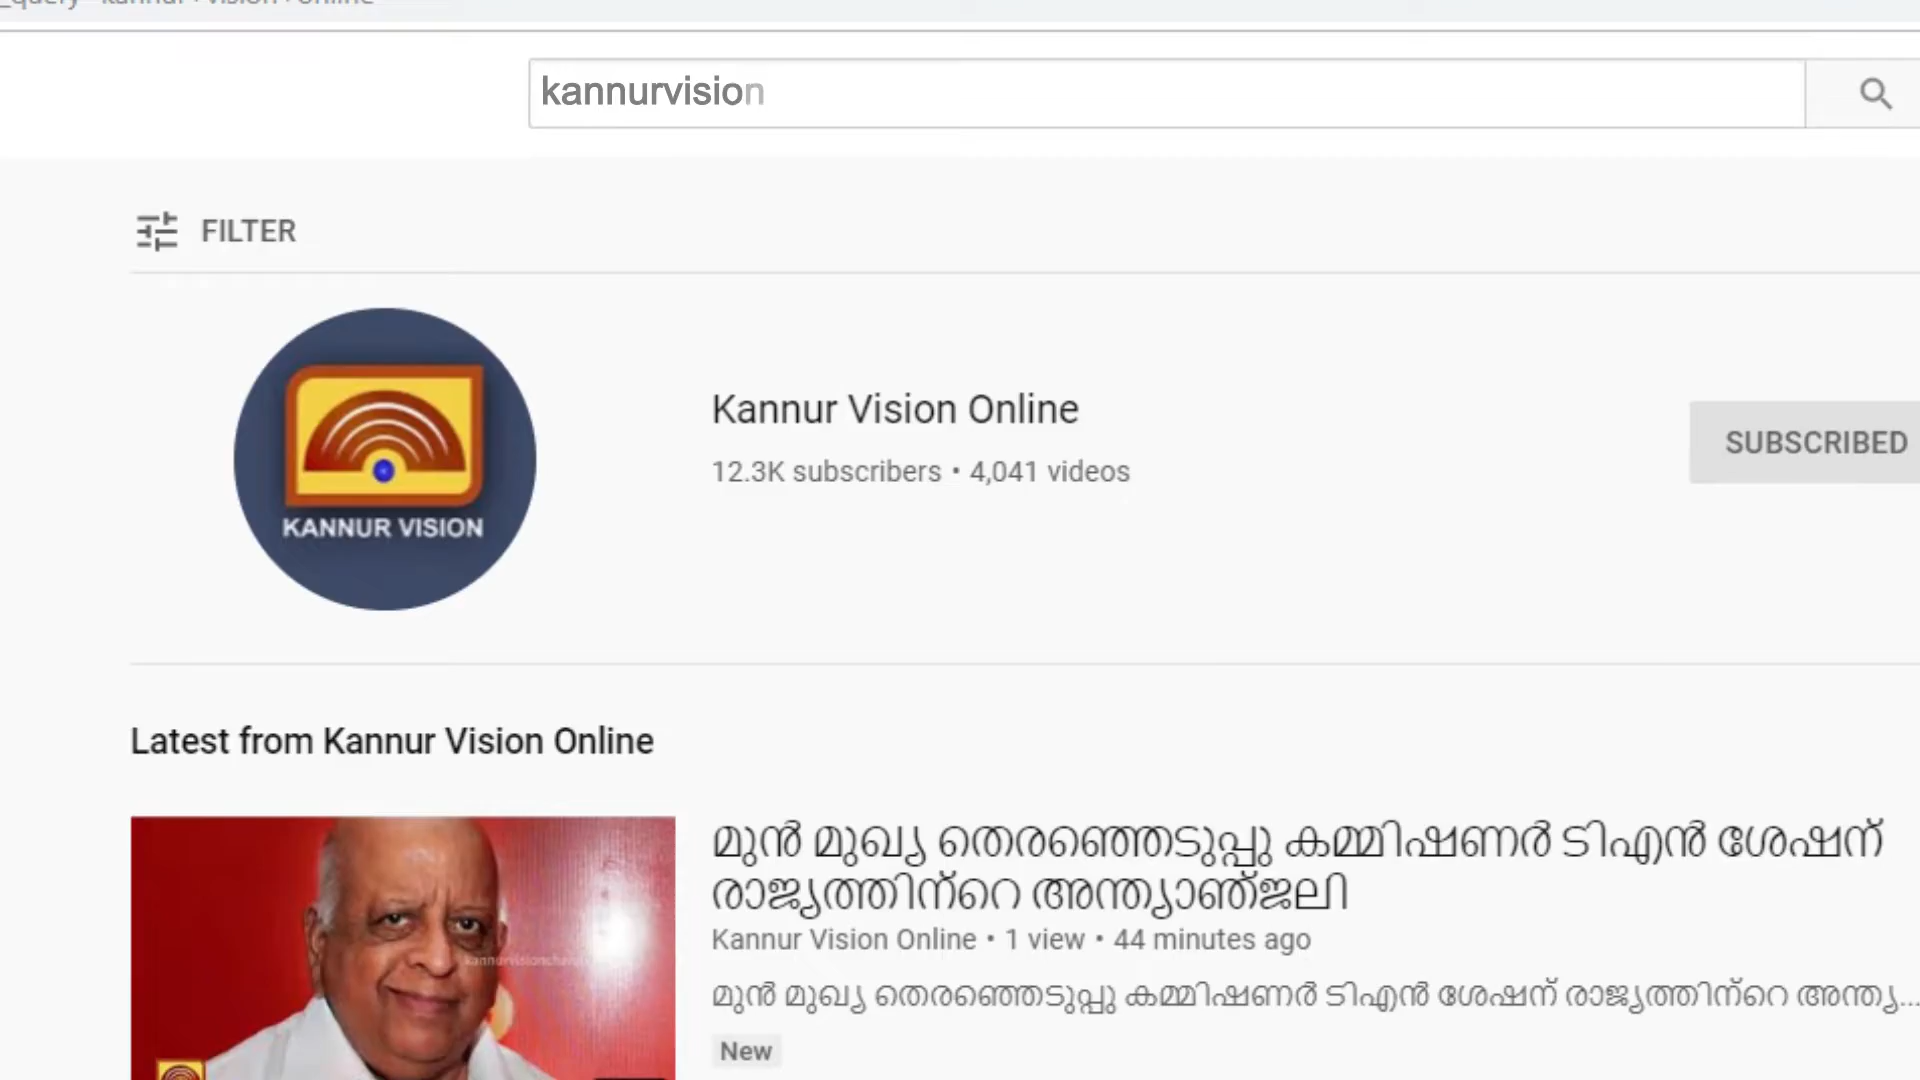 kannurvision
FILTER
KANNUR VISION
Kannur Vision Online
12.3K subscribers • 4,041 videos
SUBSCRIBED
Latest from Kannur Vision Online
മുൻ മുഖ്യ തെരഞ്ഞെടുപ്പു കമ്മിഷണർ ടിഎൻ ശേഷന്
രാജ്യത്തിന്റെ അന്ത്യാഞ്ജലി
Kannur Vision Online • 1 view • 44 minutes ago
മുൻ മുഖ്യ തെരഞ്ഞെടുപ്പു കമ്മിഷണർ ടിഎൻ ശേഷന് രാജ്യത്തിന്റെ അന്ത്യ...
New